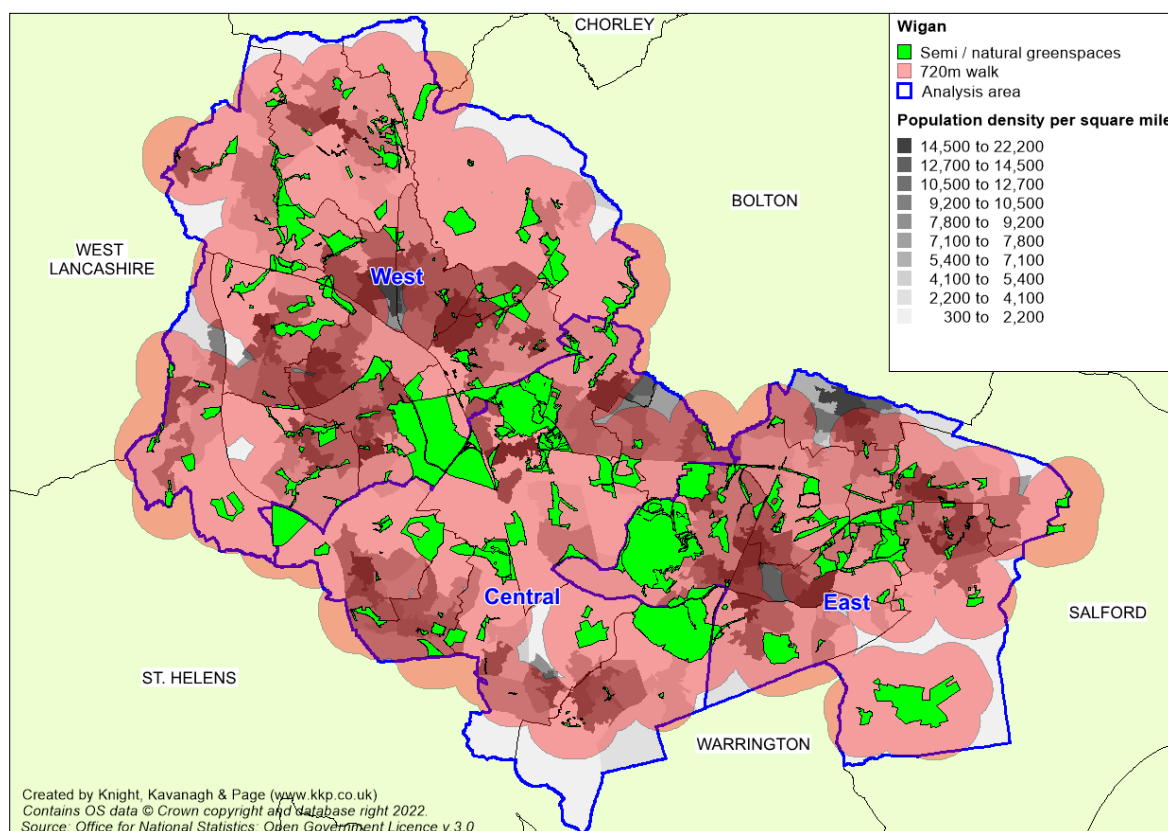 CHORLEY
Wigan
Semi / natural greenspaces
720m walk
Analysis area
Population density per square mile
14,500 to 22,200
12,700 to 14,500
10,500 to 12,700
9,200 to 10,500
7,800 to 9,200
7,100 to 7,800
5,400 to 7,100
4,100 to 5,400
2,200 to 4,100
300 to 2,200
BOLTON
WEST
LANCASHIRE
West
Central
East
SALFORD
ST. HELENS
WARRINGTON
Created by Knight, Kavanagh & Page (www.kkp.co.uk)
Contains OS data © Crown copyright and database right 2022.
Source: Office for National Statistics: Open Government Licence v.3.0